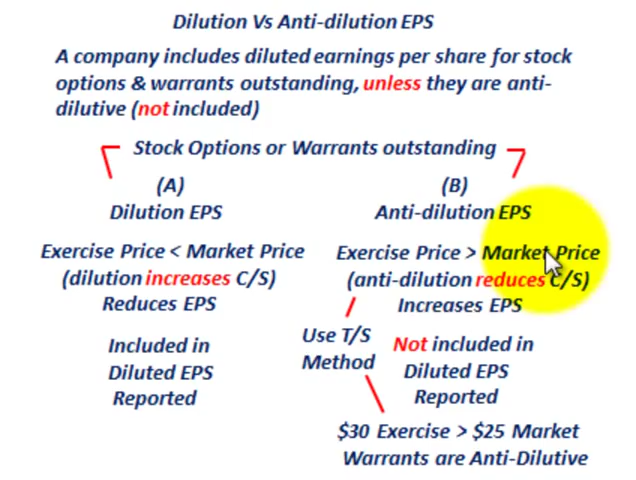 Dilution Vs Anti-dilution EPS
A company includes diluted earnings per share for stock
options & warrants outstanding, unless they are anti-
dilutive (not included)
Stock Options or Warrants outstanding
(A)
Dilution EPS
Exercise Price < Market Price
(dilution increases C/S)
Reduces EPS
Included in
Diluted EPS
Reported
(B)
Anti-dilution EPS
Exercise Price > Market Price
(anti-dilution reduces C/S)
Increases EPS
Use T/S
Method
Not included in
Diluted EPS
Reported
$30 Exercise > $25 Market
Warrants are Anti-Dilutive